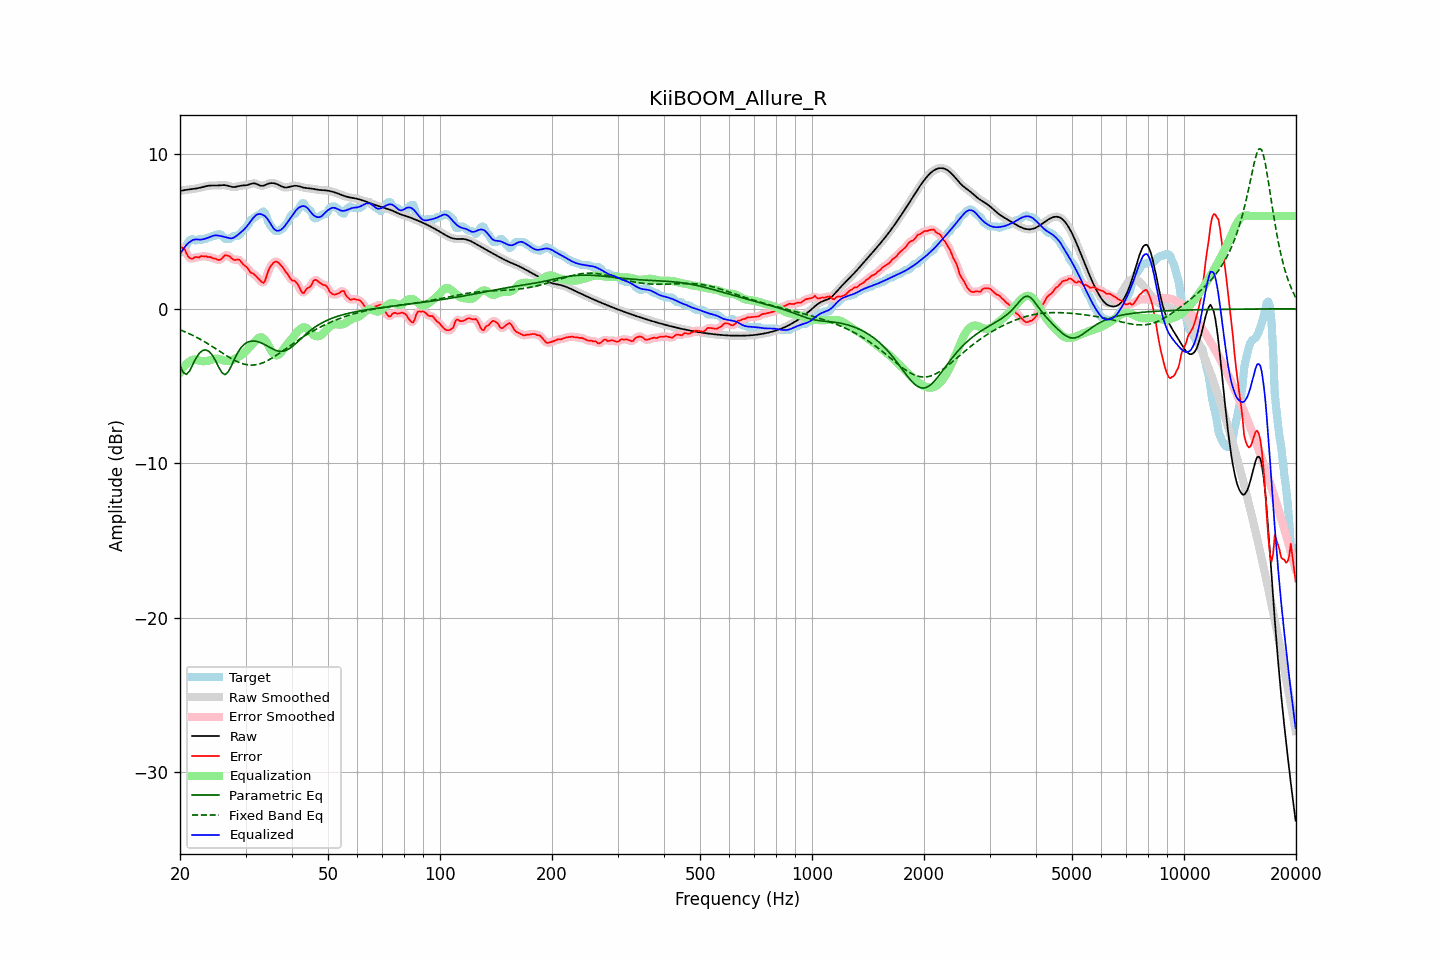 KiiBOOM_Allure_R
10
0
−10
−20
−30
Amplitude (dBr)
Target
Raw Smoothed
Error Smoothed
Raw
Error
Equalization
Parametric Eq
Fixed Band Eq
Equalized
20 50 100 200 500 1000 2000 5000 10000 20000
Frequency (Hz)